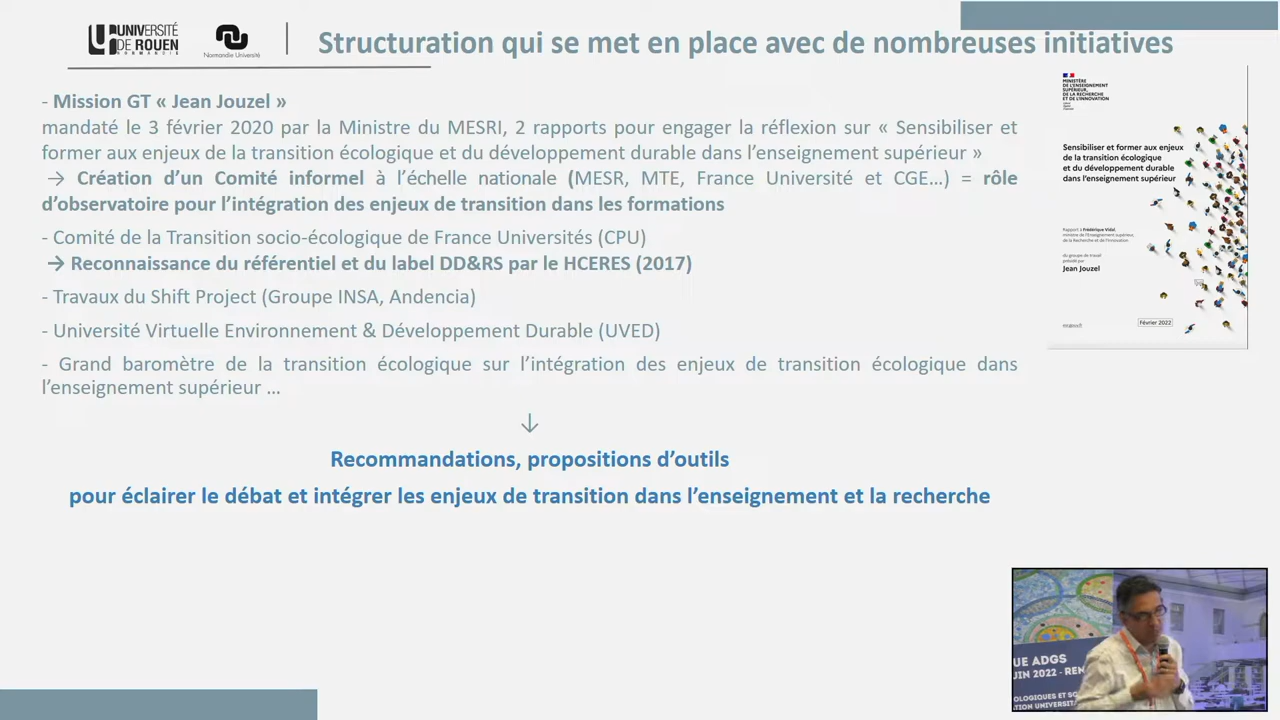 UNIVERSITÉ
DE ROUEN
NORMANDIE
Normandie Université
Structuration qui se met en place avec de nombreuses initiatives
- Mission GT « Jean Jouzel »
mandaté le 3 février 2020 par la Ministre du MESRI, 2 rapports pour engager la réflexion sur « Sensibiliser et
former aux enjeux de la transition écologique et du développement durable dans l’enseignement supérieur »
→ Création d’un Comité informel à l’échelle nationale (MESR, MTE, France Université et CGE…) = rôle
d’observatoire pour l’intégration des enjeux de transition dans les formations
- Comité de la Transition socio-écologique de France Universités (CPU)
→ Reconnaissance du référentiel et du label DD&RS par le HCERES (2017)
- Travaux du Shift Project (Groupe INSA, Andencia)
- Université Virtuelle Environnement & Développement Durable (UVED)
- Grand baromètre de la transition écologique sur l’intégration des enjeux de transition écologique dans
l’enseignement supérieur …
↓
Recommandations, propositions d’outils
pour éclairer le débat et intégrer les enjeux de transition dans l’enseignement et la recherche
MINISTÈRE
DE L'ENSEIGNEMENT
SUPÉRIEUR,
DE LA RECHERCHE
ET DE L'INNOVATION
Sensibiliser et former aux enjeux
de la transition écologique
et du développement durable
dans l’enseignement supérieur
Rapport à Frédérique Vidal,
ministre de l'Enseignement supérieur,
de la Recherche et de l'Innovation
du groupe de travail
présidé par
Jean Jouzel
Février 2022
UE ADGS
UIN 2022 - REN
OLOGIQUES ET SO
ATION UNIVERSITA